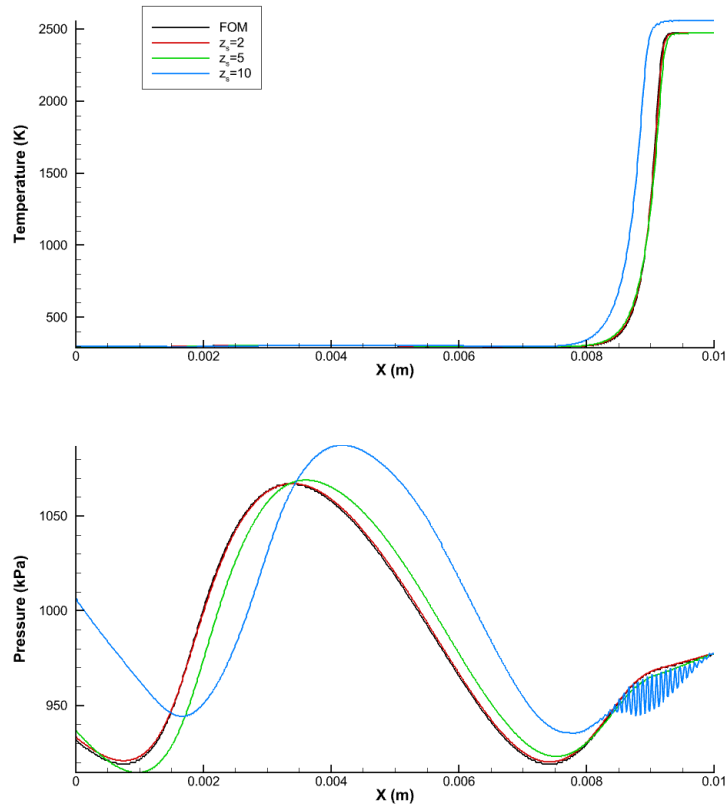 FOM
z_s=2
z_s=5
z_s=10
2500
2000
1500
1000
500
Temperature (K)
0 0.002 0.004 0.006 0.008 0.01
X (m)
1050
1000
950
Pressure (kPa)
0 0.002 0.004 0.006 0.008 0.01
X (m)